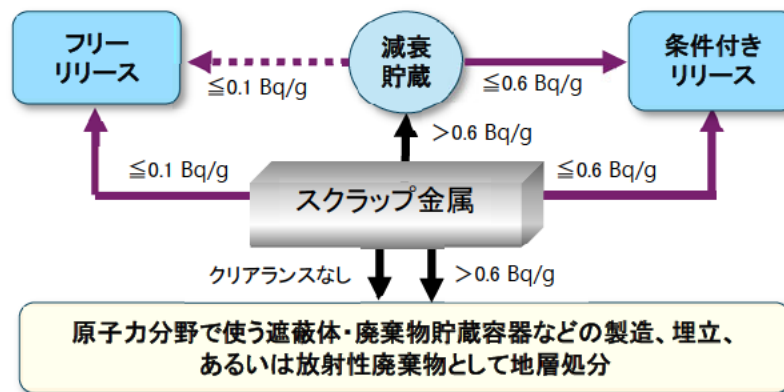 フリー
リリース
減衰
貯蔵
条件付き
リリース
≦0.1 Bq/g
≦0.6 Bq/g
＞0.6 Bq/g
≦0.1 Bq/g
≦0.6 Bq/g
スクラップ金属
クリアランスなし
＞0.6 Bq/g
原子力分野で使う遮蔽体・廃棄物貯蔵容器などの製造、埋立、
あるいは放射性廃棄物として地層処分